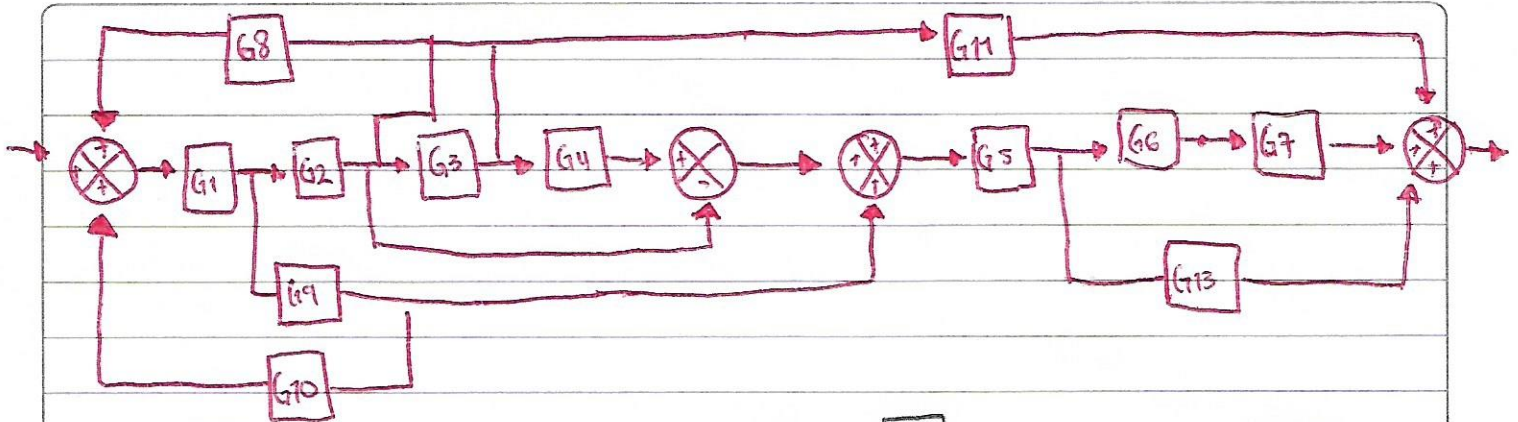 G8
G11
+ + +
G1
G2
G3
G4
+ -
+ + +
G5
G6
G7
+ + +
G9
G13
G10